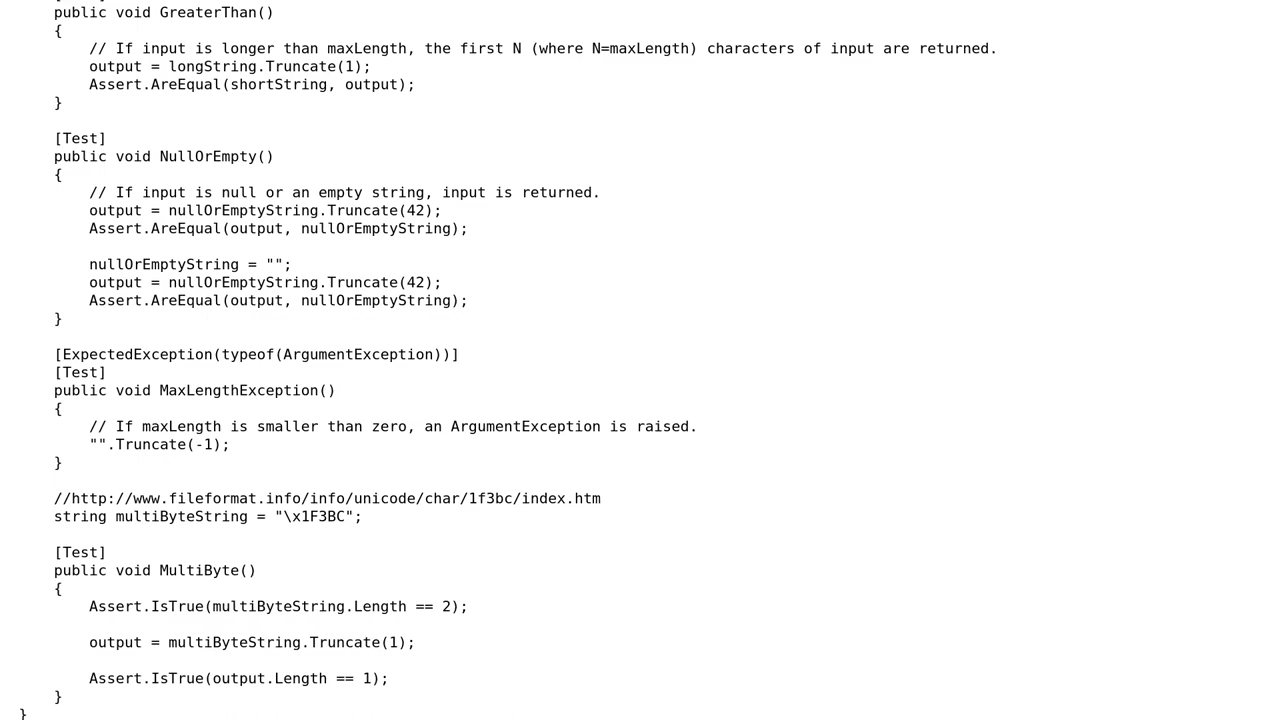 public void GreaterThan()
{
// If input is longer than maxLength, the first N (where N=maxLength) characters of input are returned.
output = longString.Truncate(1);
Assert.AreEqual(shortString, output);
}
[Test]
public void NullOrEmpty()
{
// If input is null or an empty string, input is returned.
output = nullOrEmptyString.Truncate(42);
Assert.AreEqual(output, nullOrEmptyString);
nullOrEmptyString = "";
output = nullOrEmptyString.Truncate(42);
Assert.AreEqual(output, nullOrEmptyString);
}
[ExpectedException(typeof(ArgumentException))]
[Test]
public void MaxLengthException()
{
// If maxLength is smaller than zero, an ArgumentException is raised.
"".Truncate(-1);
}
//http://www.fileformat.info/info/unicode/char/1f3bc/index.htm
string multiByteString = "\x1F3BC";
[Test]
public void MultiByte()
{
Assert.IsTrue(multiByteString.Length == 2);
output = multiByteString.Truncate(1);
Assert.IsTrue(output.Length == 1);
}
}